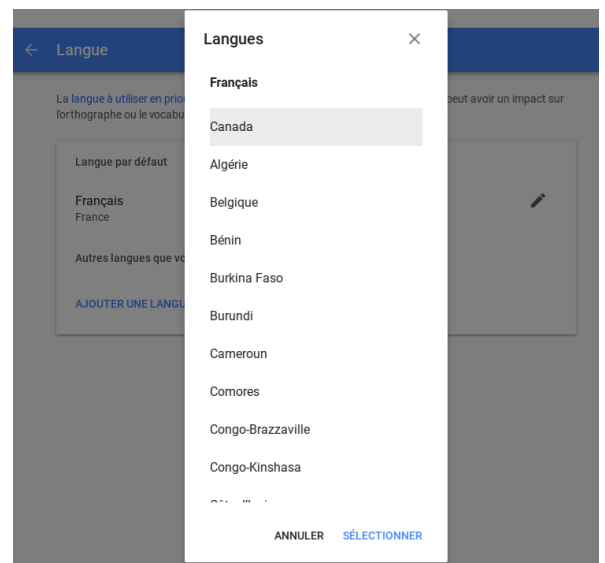 Langue
La langue à utiliser en prio
peut avoir un impact sur
l'orthographe ou le vocabu
Langue par défaut
Français
France
Autres langues que vo
AJOUTER UNE LANGU
Langues
Français
Canada
Algérie
Belgique
Bénin
Burkina Faso
Burundi
Cameroun
Comores
Congo-Brazzaville
Congo-Kinshasa
ANNULER SÉLECTIONNER